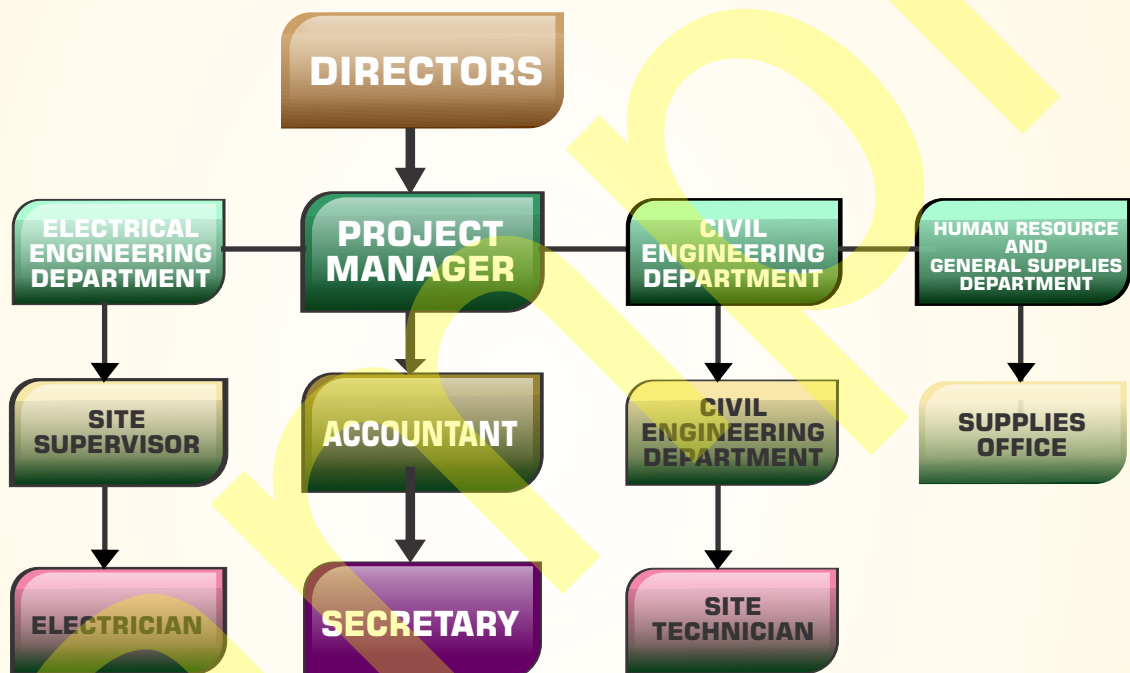 DIRECTORS
ELECTRICAL
ENGINEERING
DEPARTMENT
PROJECT
MANAGER
CIVIL
ENGINEERING
DEPARTMENT
HUMAN RESOURCE
AND
GENERAL SUPPLIES
DEPARTMENT
SITE
SUPERVISOR
ACCOUNTANT
CIVIL
ENGINEERING
DEPARTMENT
SUPPLIES
OFFICE
ELECTRICIAN
SECRETARY
SITE
TECHNICIAN